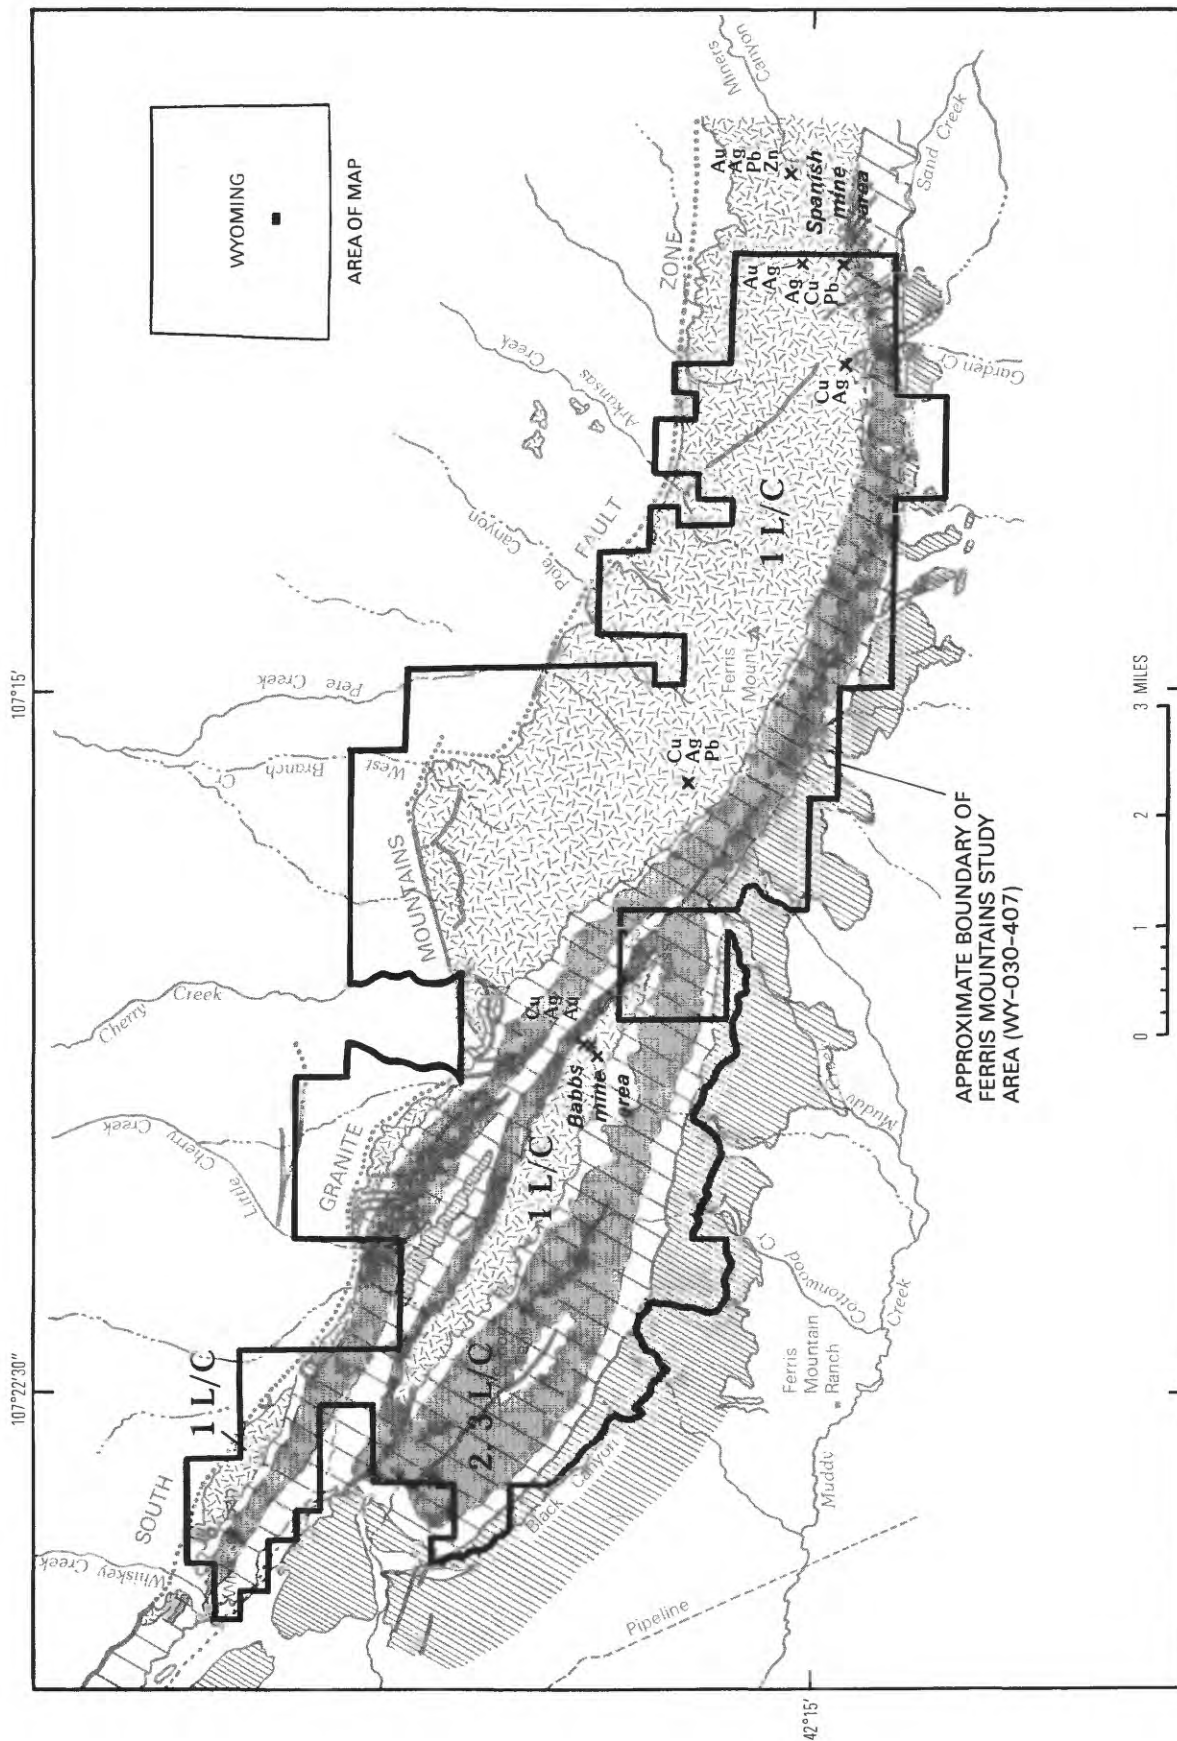 107°22'30"
107°15'
42°15'
WYOMING
AREA OF MAP
SOUTH
GRANITE
MOUNTAINS
FAULT
ZONE
Whiskey Creek
Little
Cherry
Creek
Cherry
Creek
West
Branch
Cr
Pete Creek
Pole
Canyon
Arkansas
Creek
Miners
Canyon
1 L/C
2, 3 L/C
1 L/C
1 L/C
Cu
Ag
Au
Babbs
mine
area
Cu
Ag
Pb
Ferris
Mount
Cu
Ag
Au
Ag
Ag
Cu
Pb
Au
Ag
Pb
Zn
Spanish
mine
area
Sand Creek
Garden Cr
Black Canyon
Pipeline
Muddy
Creek
Ferris
Mountain
Ranch
Cottonwood Cr
Muddy
Creek
APPROXIMATE BOUNDARY OF
FERRIS MOUNTAINS STUDY
AREA (WY-030-407)
0 1 2 3 MILES